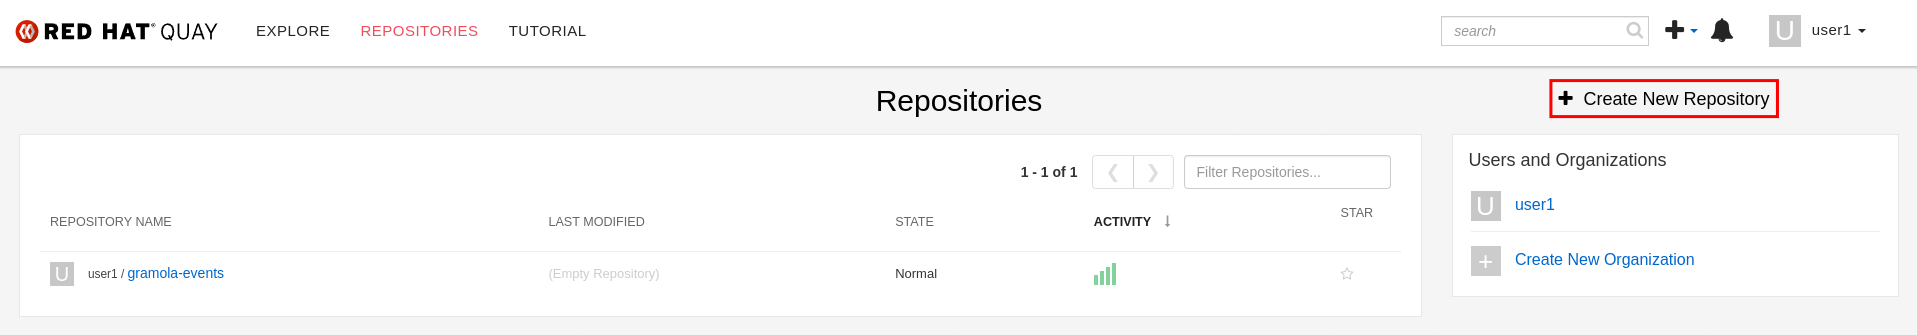 RED HAT® QUAY EXPLORE REPOSITORIES TUTORIAL search U user1
Repositories
Create New Repository
1 - 1 of 1 Filter Repositories...
REPOSITORY NAME LAST MODIFIED STATE ACTIVITY STAR
U user1 / gramola-events (Empty Repository) Normal
Users and Organizations
U user1
+ Create New Organization